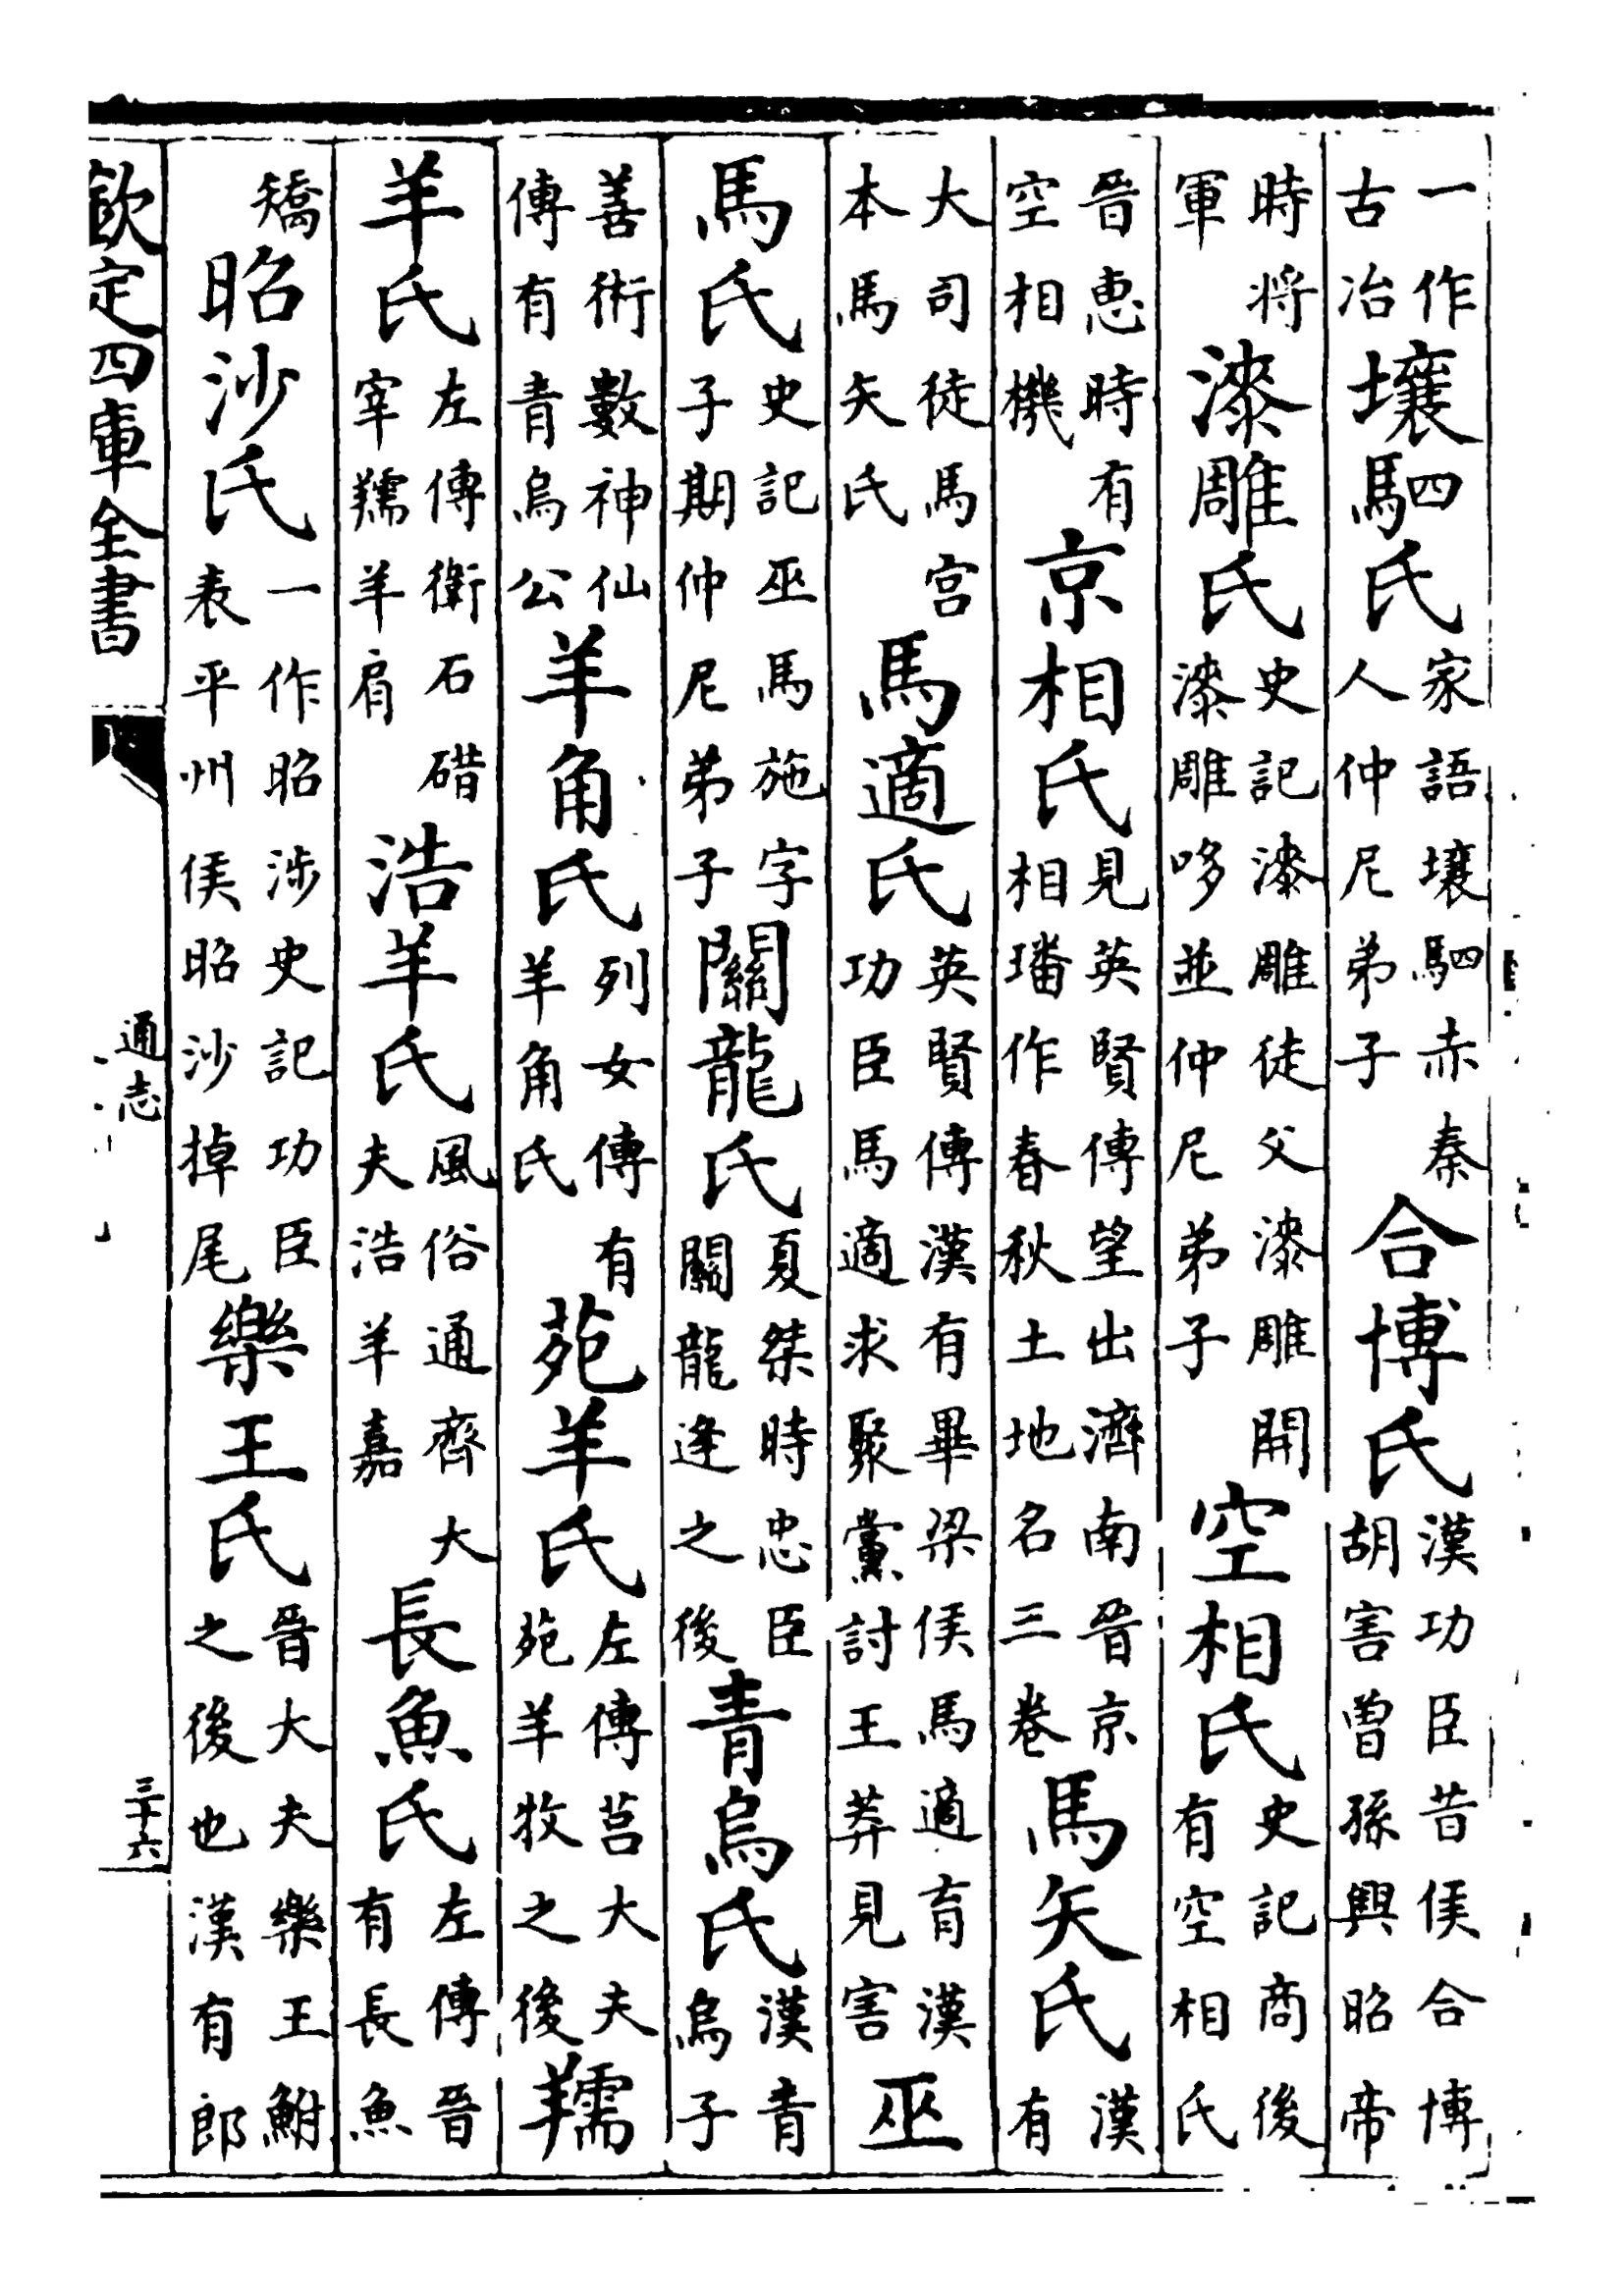 一作古冶壤駟氏家語壤駟赤秦人仲尼弟子合博氏漢功臣昔侯合博胡害曽孫興昭帝
時将軍漆雕氏史記漆雕徒父漆雕開漆雕哆並仲尼弟子空相氏史記商後有空相氏
晉惠時有空相機京相氏見英賢傳望出濟南晉京相璠作春秋土地名三卷馬矢氏漢有
大司徒馬宫本馬矢氏馬適氏英賢傳漢有畢梁侯馬適育漢功臣馬適求聚黨討王莽見害巫
馬氏史記巫馬施字子期仲尼弟子關龍氏夏桀時忠臣關龍逢之後青烏氏漢青烏子
善術數神仙傳有青烏公羊角氏列女傳有羊角氏苑羊氏左傳莒大夫苑羊牧之後羺
羊氏左傳衛石碏宰羺羊肩浩羊氏風俗通齊大夫浩羊嘉長魚氏左傳晉有長魚
矯昭沙氏一作昭涉史記功臣表平州侯昭沙掉尾樂王氏晉大夫樂王鮒之後也漢有郎
欽定四庫全書
通志
三十六